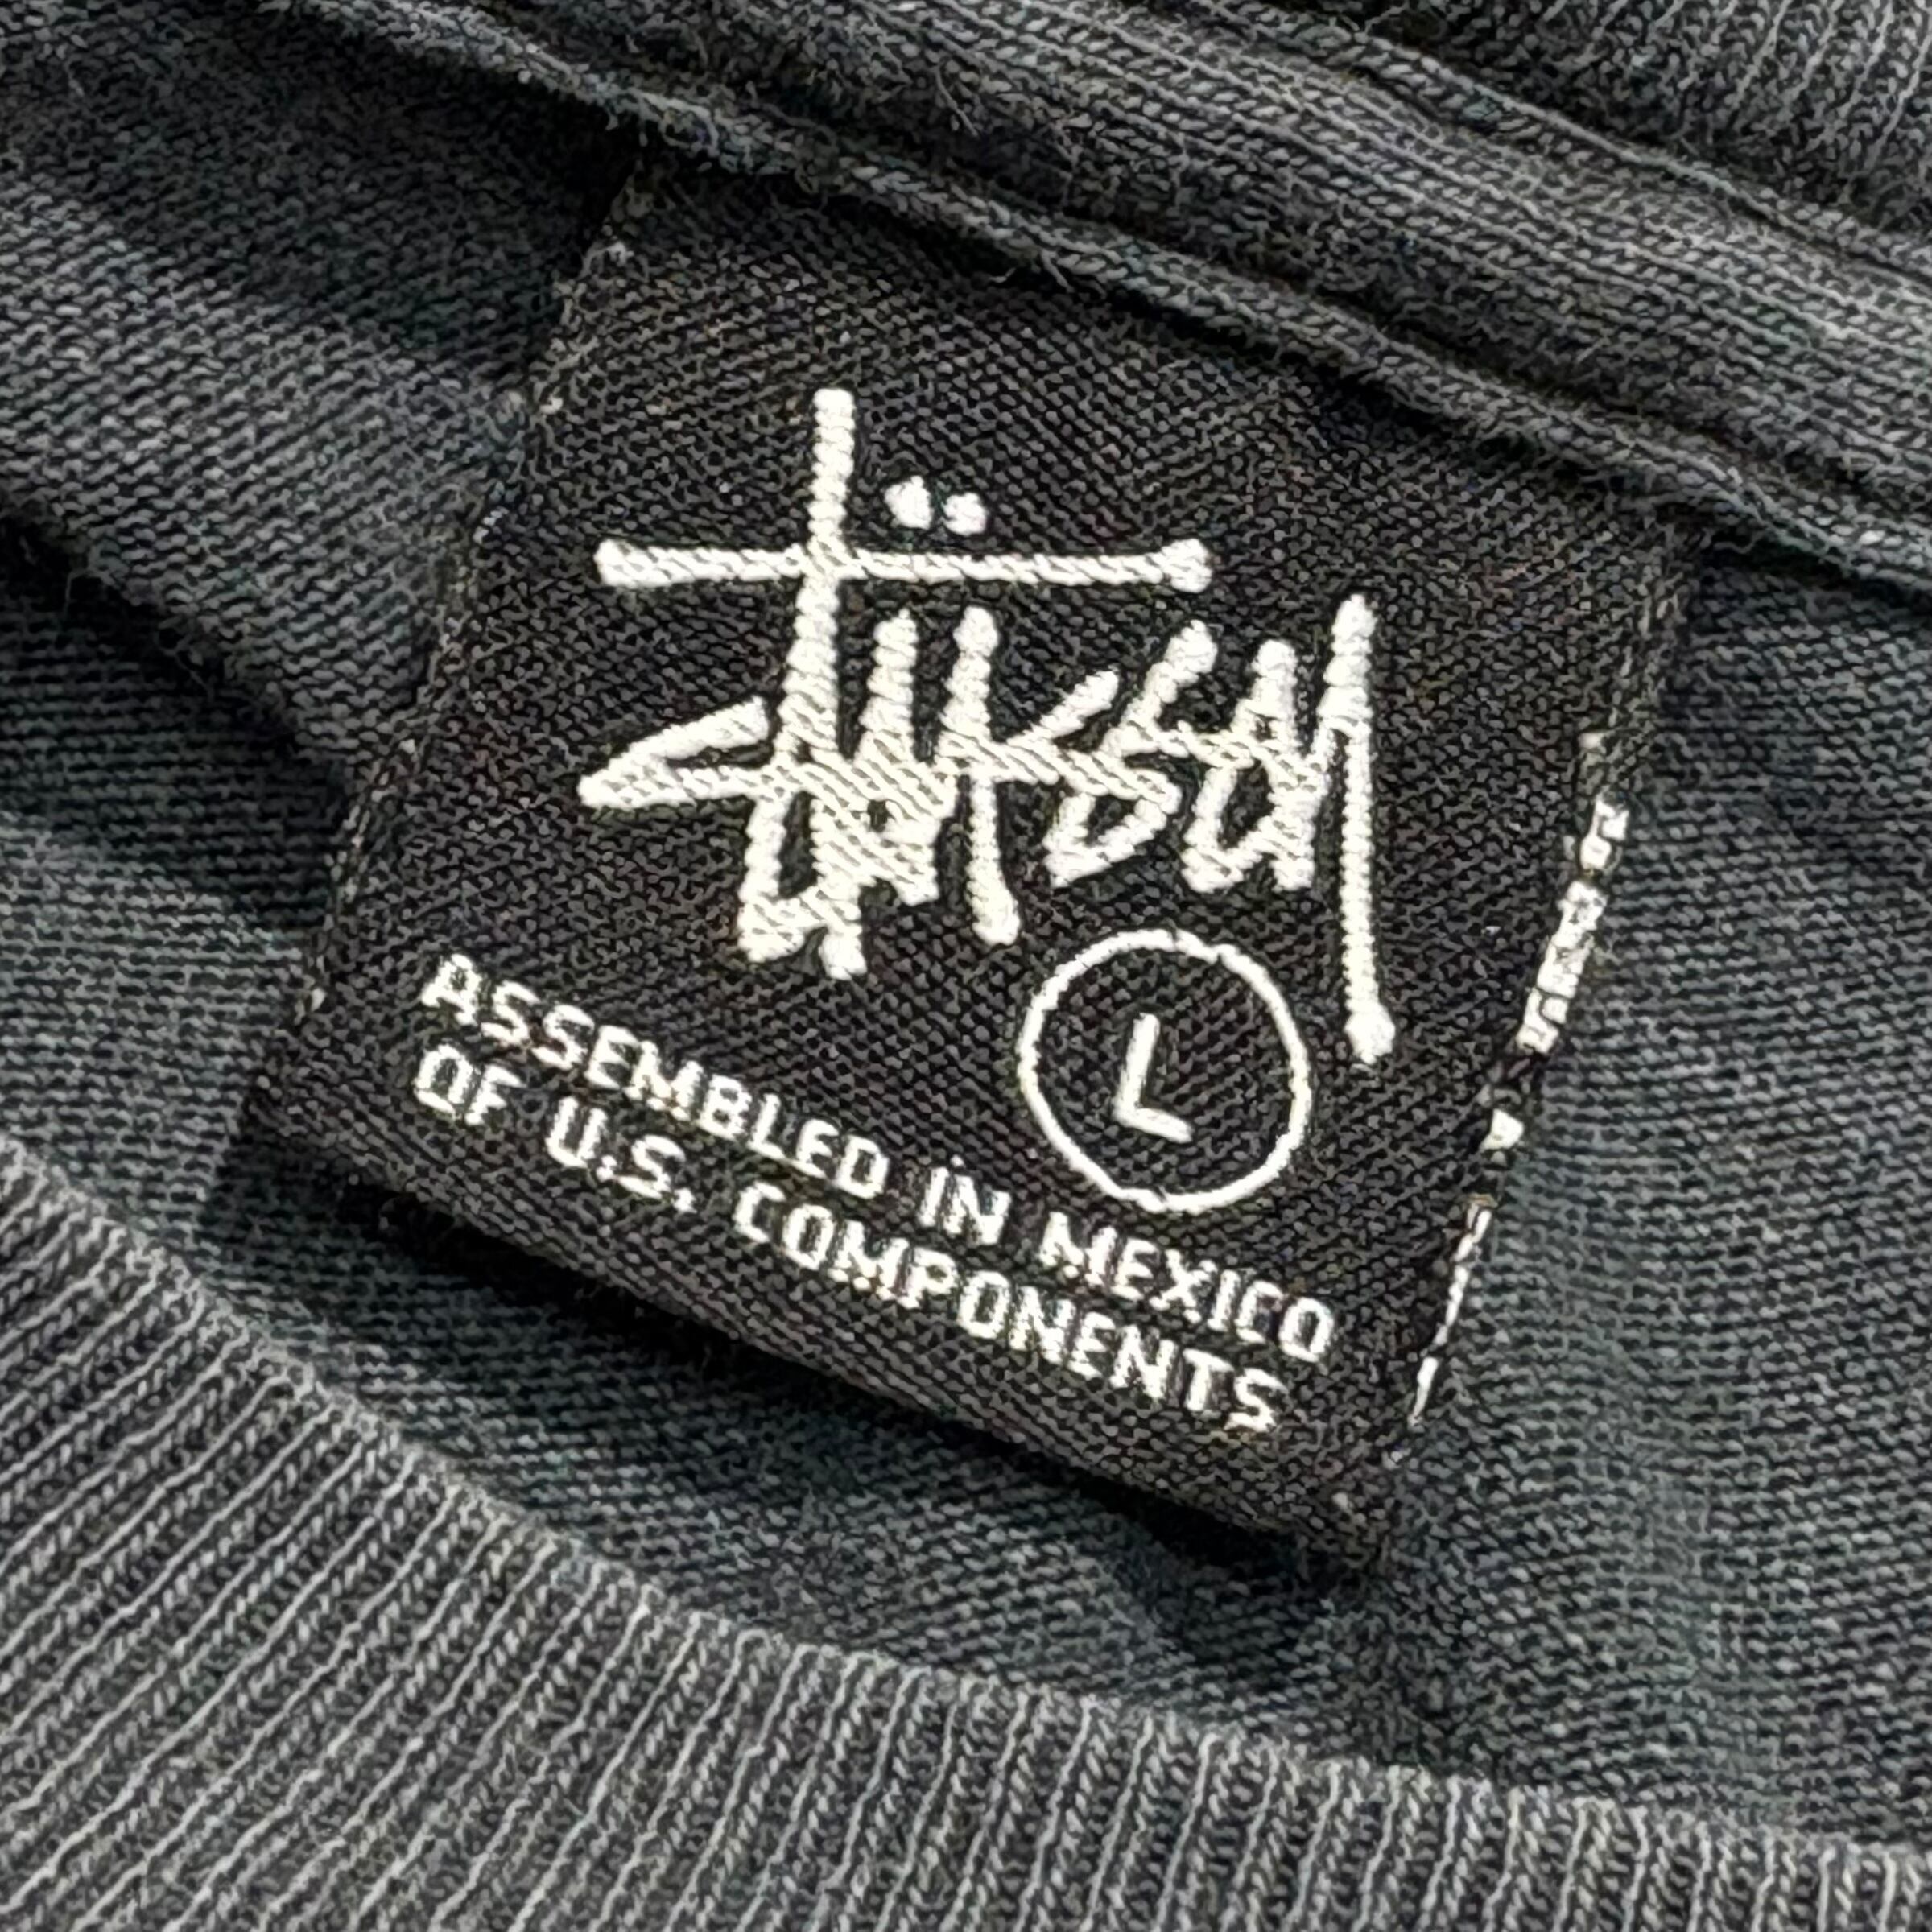 Stüssy
L
ASSEMBLED IN MEXICO
OF U.S. COMPONENTS